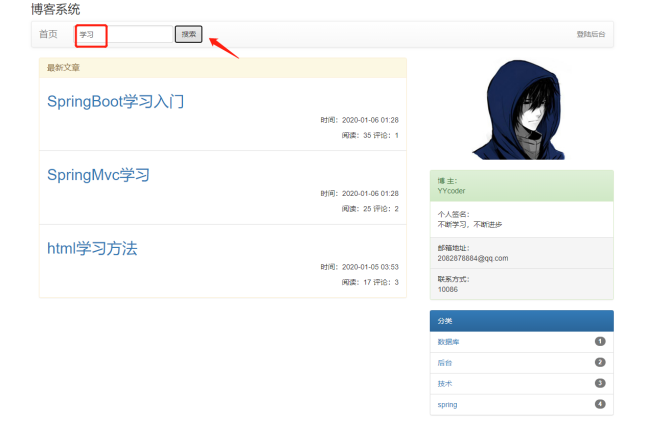 博客系统
首页 学习 搜索 登陆后台
最新文章
SpringBoot学习入门
时间：2020-01-06 01:28
阅读：35 评论：1
SpringMvc学习
时间：2020-01-06 01:28
阅读：25 评论：2
html学习方法
时间：2020-01-05 03:53
阅读：17 评论：3
博 主：
YYcoder
个人签名：
不断学习，不断进步
邮箱地址：
2082878884@qq.com
联系方式：
10086
分类
数据库 1
后台 2
技术 3
spring 4